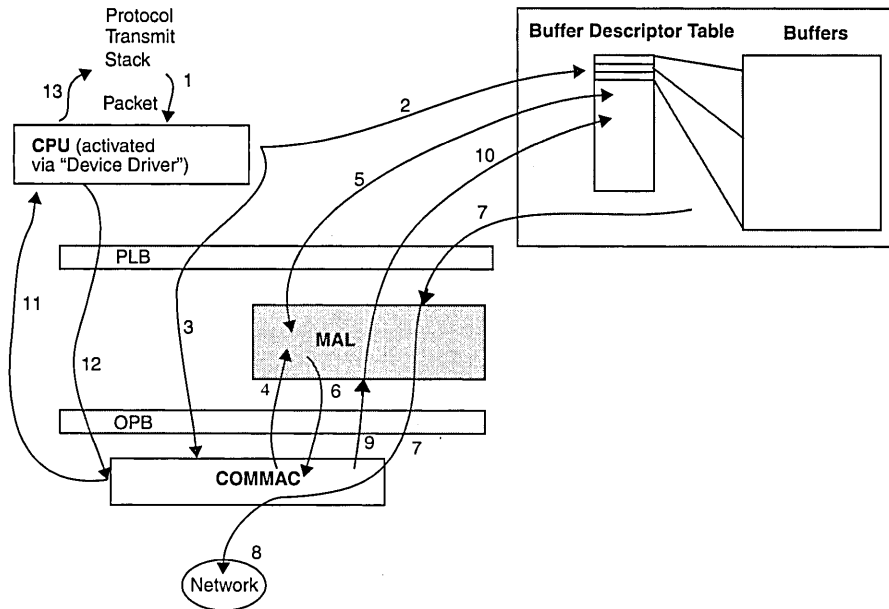 Protocol
Transmit
Stack
13
1
Packet
CPU (activated
via "Device Driver")
2
Buffer Descriptor Table
Buffers
5
10
7
PLB
11
3
MAL
12
4
6
OPB
9
7
COMMAC
8
Network